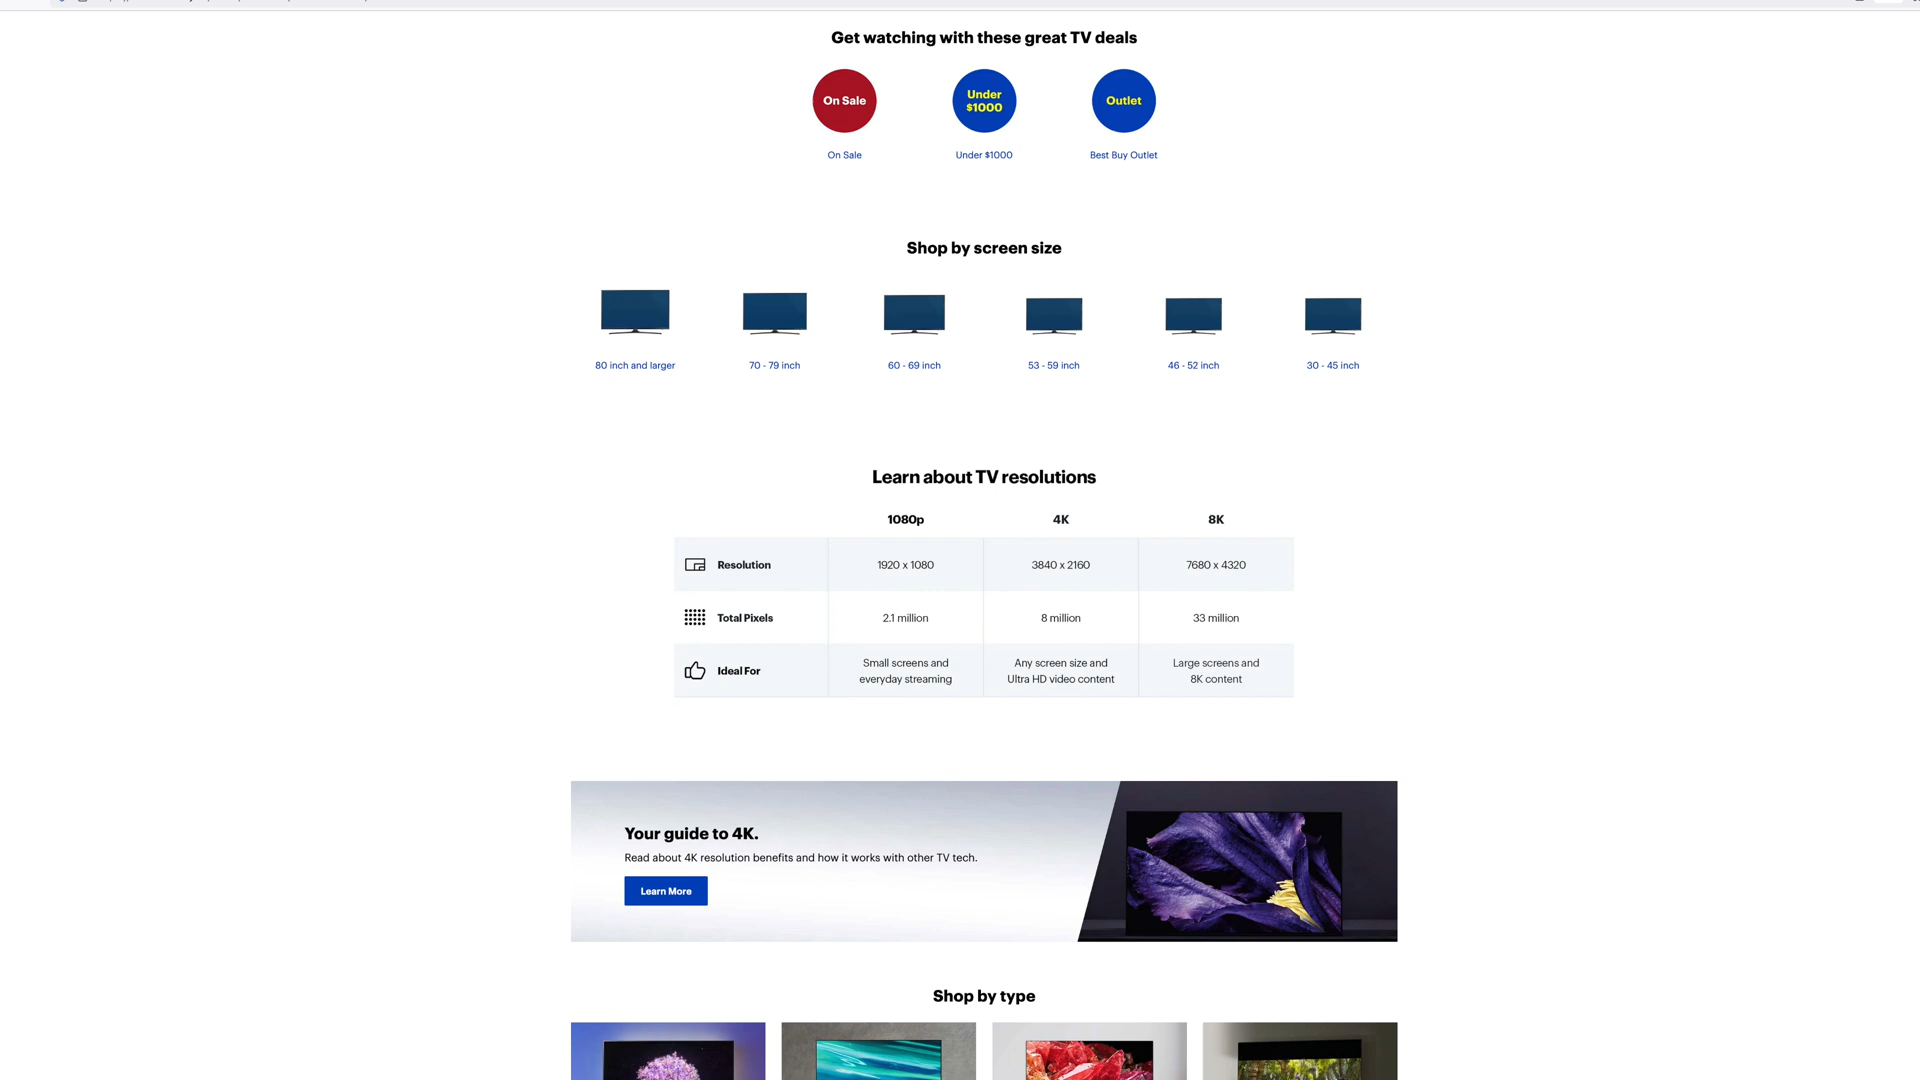 Get watching with these great TV deals
On Sale
Under
$1000
Outlet
On Sale
Under $1000
Best Buy Outlet
Shop by screen size
80 inch and larger
70 - 79 inch
60 - 69 inch
53 - 59 inch
46 - 52 inch
30 - 45 inch
Learn about TV resolutions
1080p
4K
8K
Resolution
1920 x 1080
3840 x 2160
7680 x 4320
Total Pixels
2.1 million
8 million
33 million
Ideal For
Small screens and
everyday streaming
Any screen size and
Ultra HD video content
Large screens and
8K content
Your guide to 4K.
Read about 4K resolution benefits and how it works with other TV tech.
Learn More
Shop by type